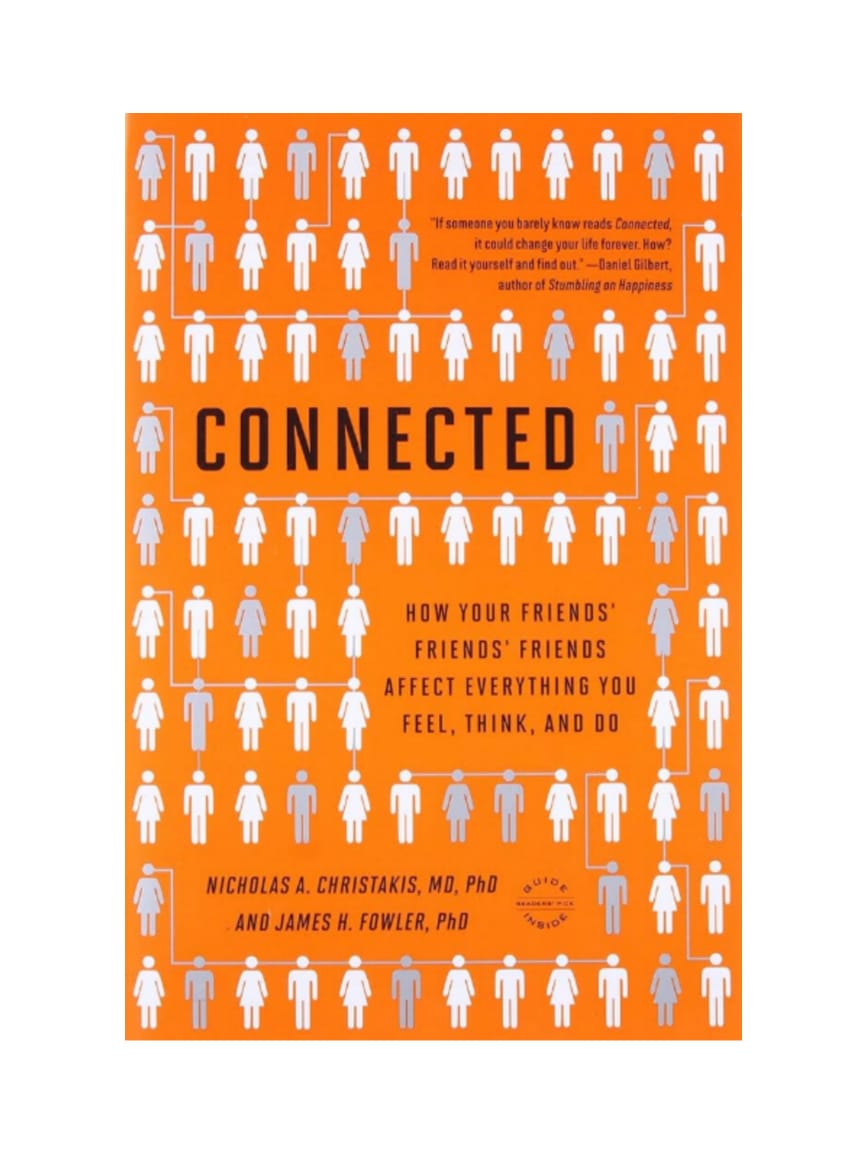 "If someone you barely know reads Connected,
it could change your life forever. How?
Read it yourself and find out." —Daniel Gilbert,
author of Stumbling on Happiness
CONNECTED
HOW YOUR FRIENDS'
FRIENDS' FRIENDS
AFFECT EVERYTHING YOU
FEEL, THINK, AND DO
NICHOLAS A. CHRISTAKIS, MD, PhD
AND JAMES H. FOWLER, PhD
GUIDE
READERS' PICK
INSIDE